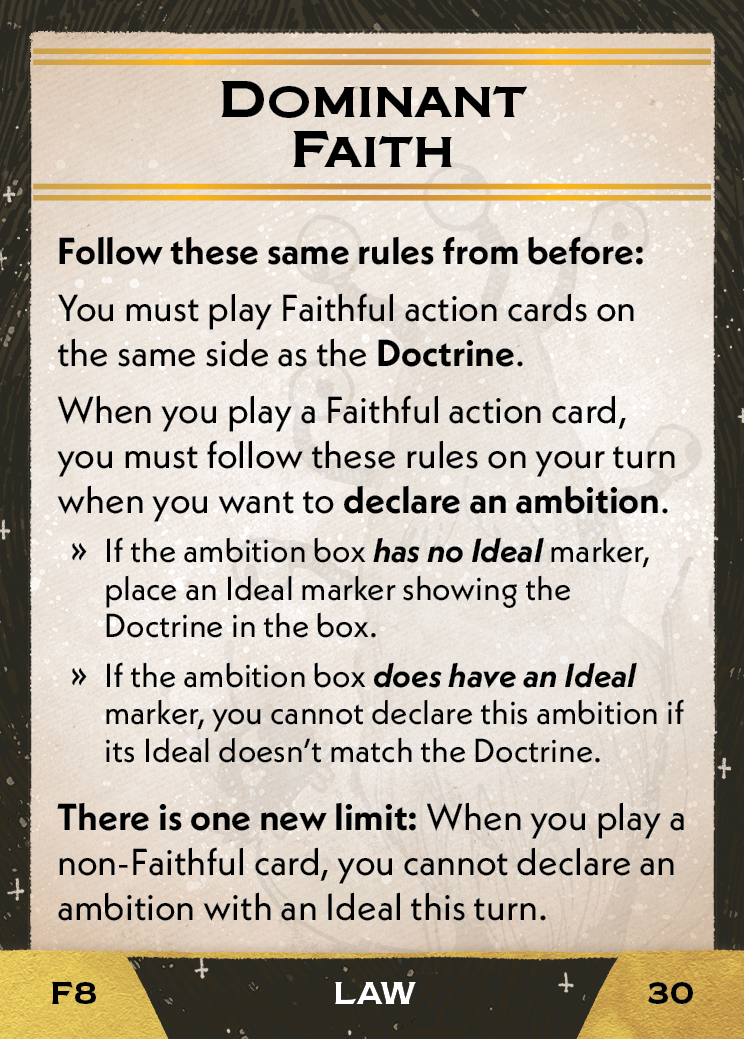 DOMINANT
FAITH
Follow these same rules from before:
You must play Faithful action cards on
the same side as the Doctrine.
When you play a Faithful action card,
you must follow these rules on your turn
when you want to declare an ambition.
» If the ambition box has no Ideal marker,
place an Ideal marker showing the
Doctrine in the box.
» If the ambition box does have an Ideal
marker, you cannot declare this ambition if
its Ideal doesn’t match the Doctrine.
There is one new limit: When you play a
non-Faithful card, you cannot declare an
ambition with an Ideal this turn.
F8 LAW 30